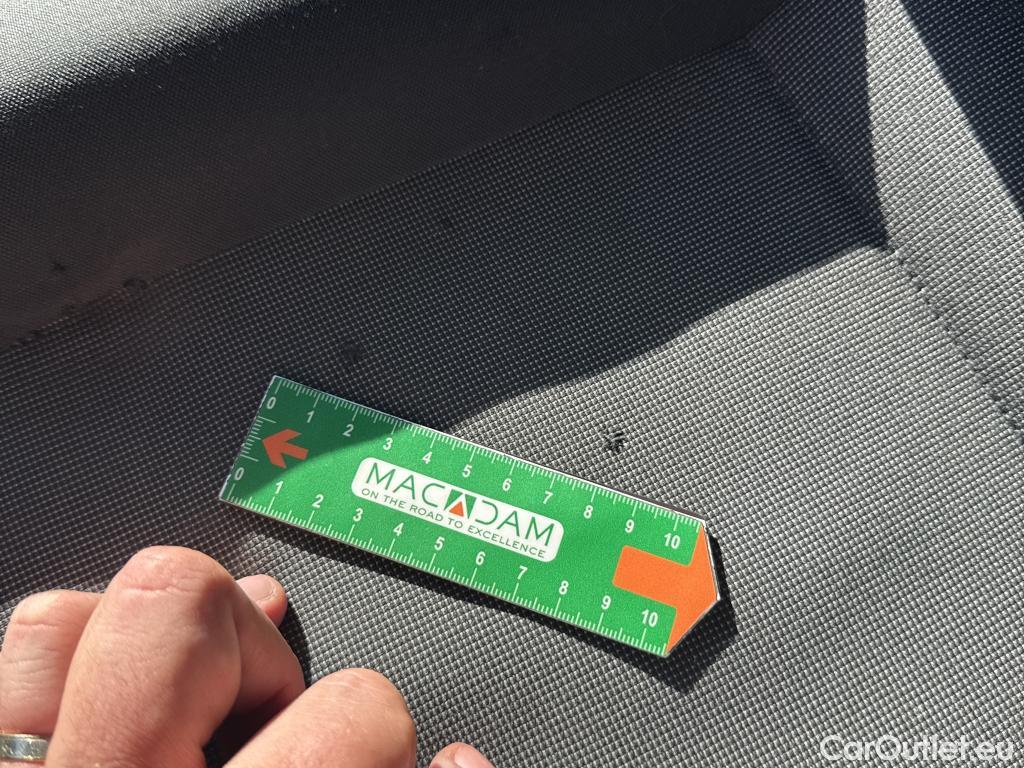 0 1 2 3 4 5 6 7 8 9 10
MACADAM
ON THE ROAD TO EXCELLENCE
0 1 2 3 4 5 6 7 8 9 10
CarOutlet.eu